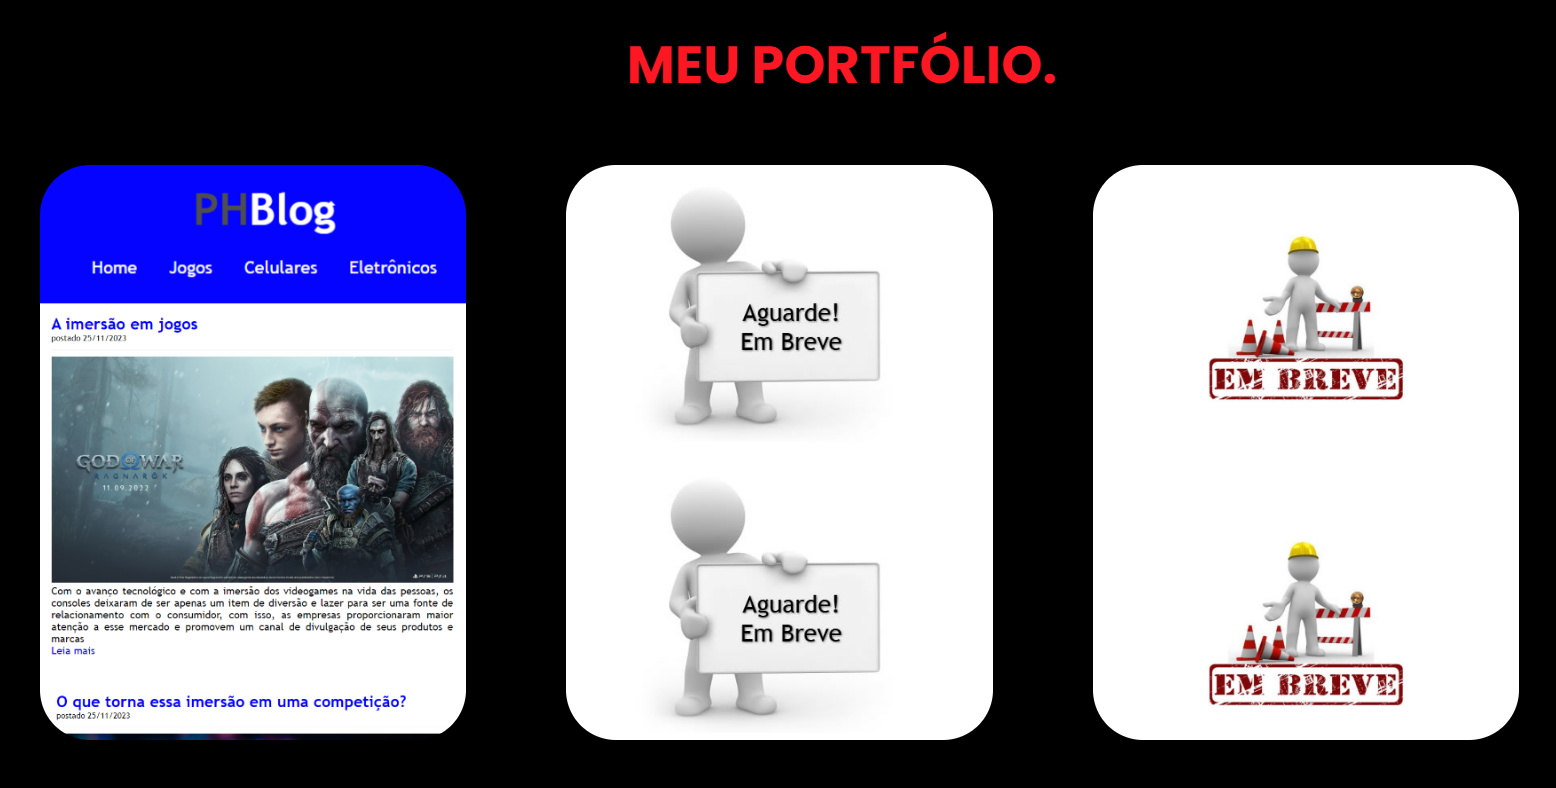 MEU PORTFÓLIO.
PHBlog
Home Jogos Celulares Eletrônicos
A imersão em jogos
postado 25/11/2023
GOD OF WAR
RAGNARÖK
11.09.2022
Com o avanço tecnológico e com a imersão dos videogames na vida das pessoas, os
consoles deixaram de ser apenas um item de diversão e lazer para ser uma fonte de
relacionamento com o consumidor, com isso, as empresas proporcionaram maior
atenção a esse mercado e promovem um canal de divulgação de seus produtos e
marcas
Leia mais
O que torna essa imersão em uma competição?
postado 25/11/2023
Aguarde!
Em Breve
Aguarde!
Em Breve
EM BREVE
EM BREVE